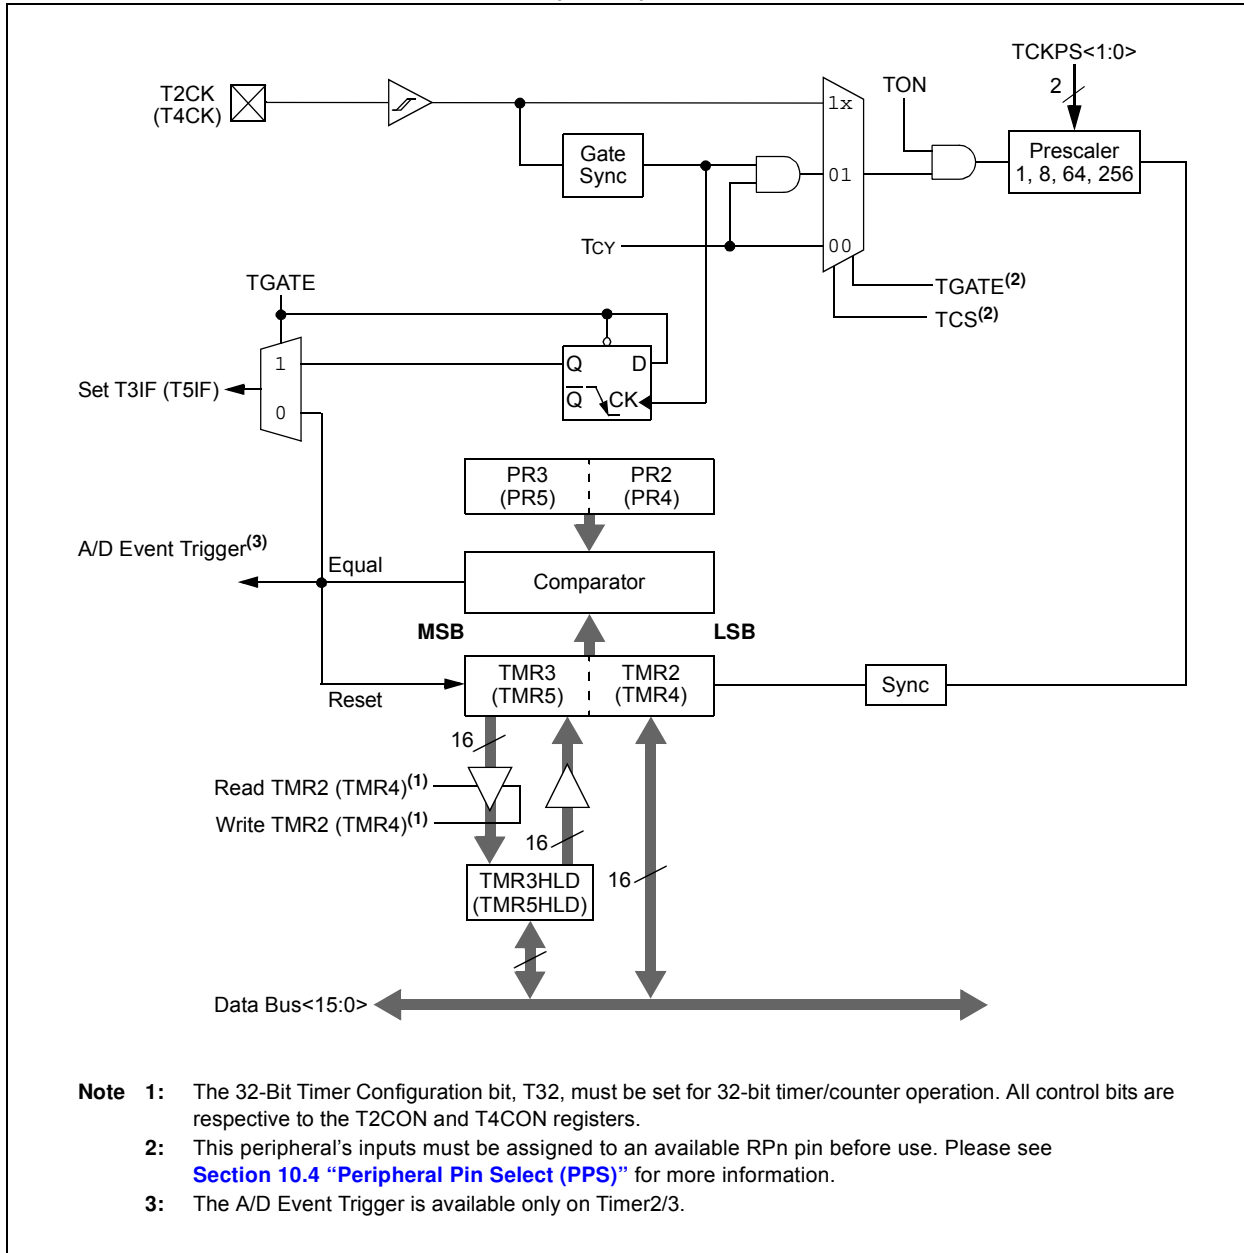 TCKPS<1:0>
T2CK
(T4CK)
TON
2
1x
Gate
Sync
Prescaler
1, 8, 64, 256
01
TCY
00
TGATE
TGATE(2)
TCS(2)
1
Q D
Set T3IF (T5IF)
Q CK
0
PR3 PR2
(PR5) (PR4)
A/D Event Trigger(3)
Equal
Comparator
MSB LSB
TMR3 TMR2
(TMR5) (TMR4)
Sync
Reset
16
Read TMR2 (TMR4)(1)
Write TMR2 (TMR4)(1)
16
TMR3HLD
(TMR5HLD)
16
Data Bus<15:0>
Note 1: The 32-Bit Timer Configuration bit, T32, must be set for 32-bit timer/counter operation. All control bits are
respective to the T2CON and T4CON registers.
2: This peripheral's inputs must be assigned to an available RPn pin before use. Please see
Section 10.4 “Peripheral Pin Select (PPS)” for more information.
3: The A/D Event Trigger is available only on Timer2/3.